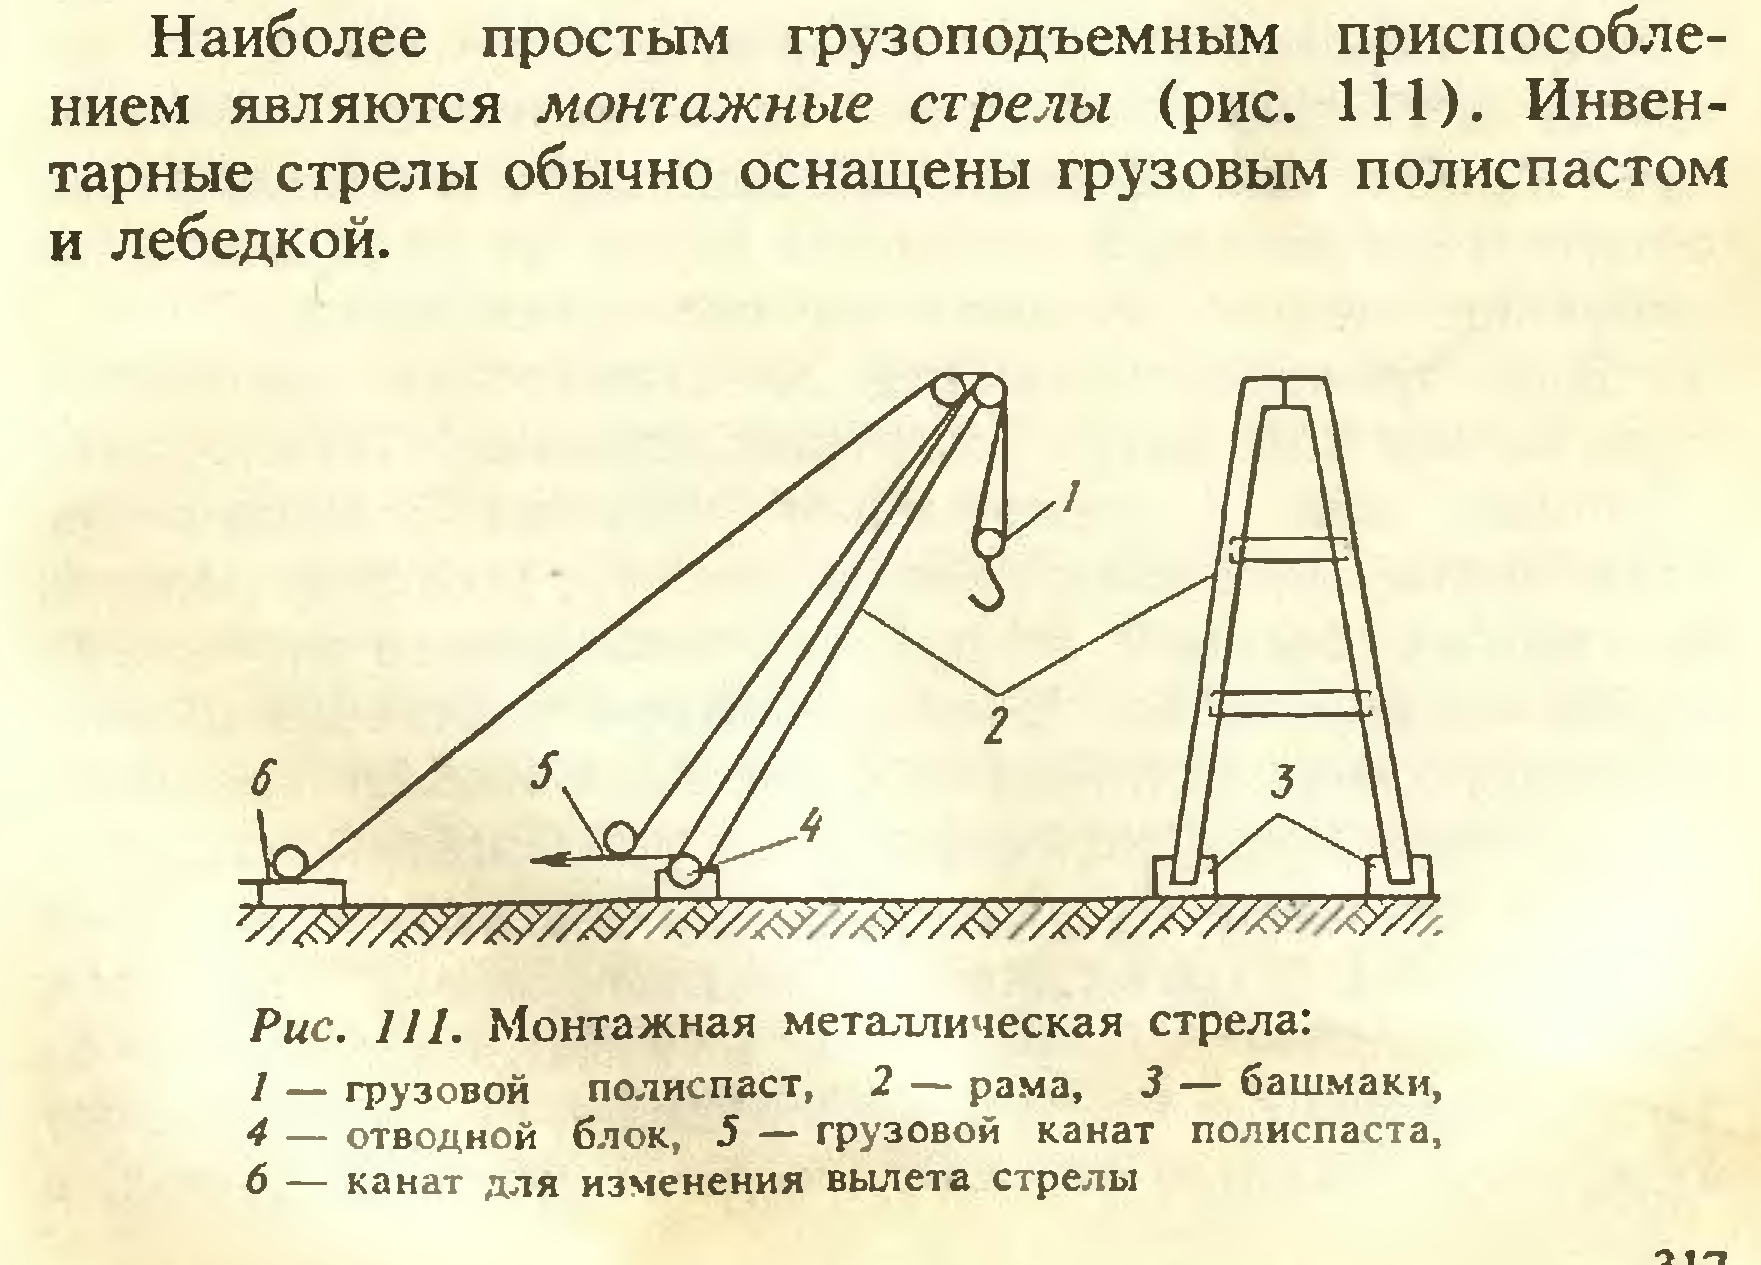 Наиболее простым грузоподъемным приспособле-
нием являются монтажные стрелы (рис. 111). Инвен-
тарные стрелы обычно оснащены грузовым полиспастом
и лебедкой.
1
2
6
5
3
4
Рис. 111. Монтажная металлическая стрела:
1 — грузовой полиспаст, 2 — рама, 3 — башмаки,
4 — отводной блок, 5 — грузовой канат полиспаста,
6 — канат для изменения вылета стрелы